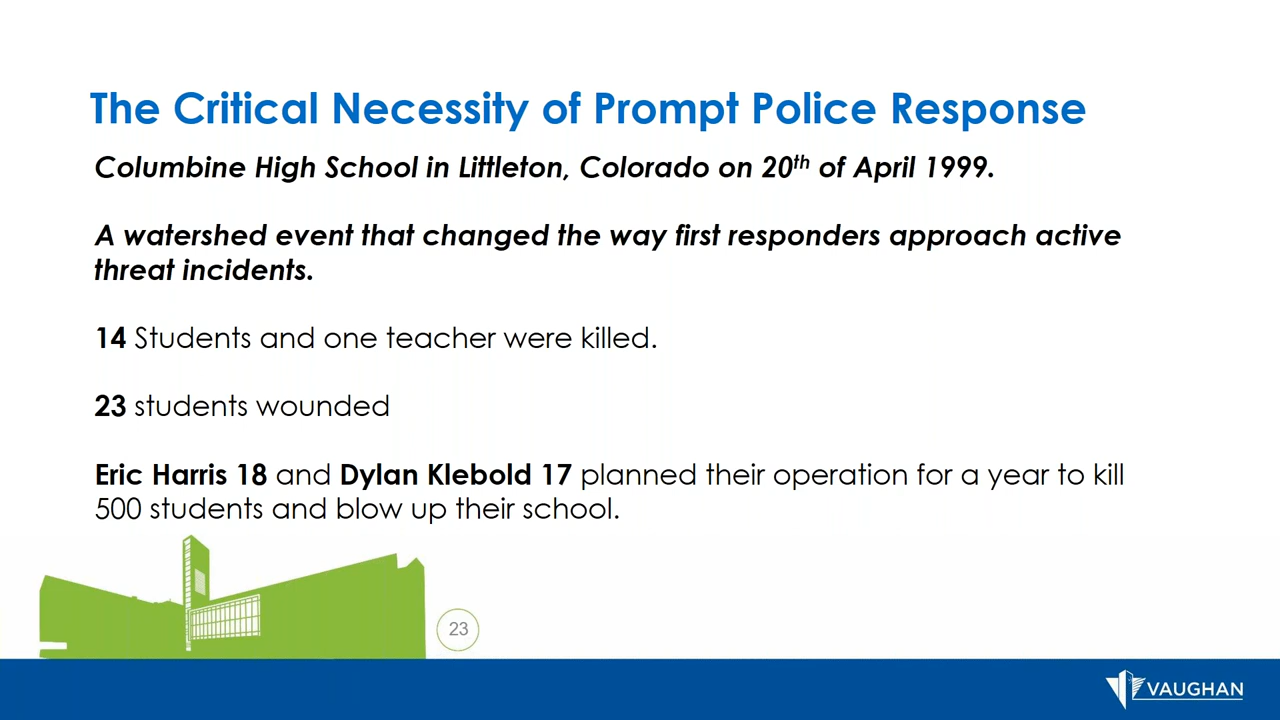 The Critical Necessity of Prompt Police Response
Columbine High School in Littleton, Colorado on 20th of April 1999.
A watershed event that changed the way first responders approach active
threat incidents.
14 Students and one teacher were killed.
23 students wounded
Eric Harris 18 and Dylan Klebold 17 planned their operation for a year to kill
500 students and blow up their school.
23
VAUGHAN